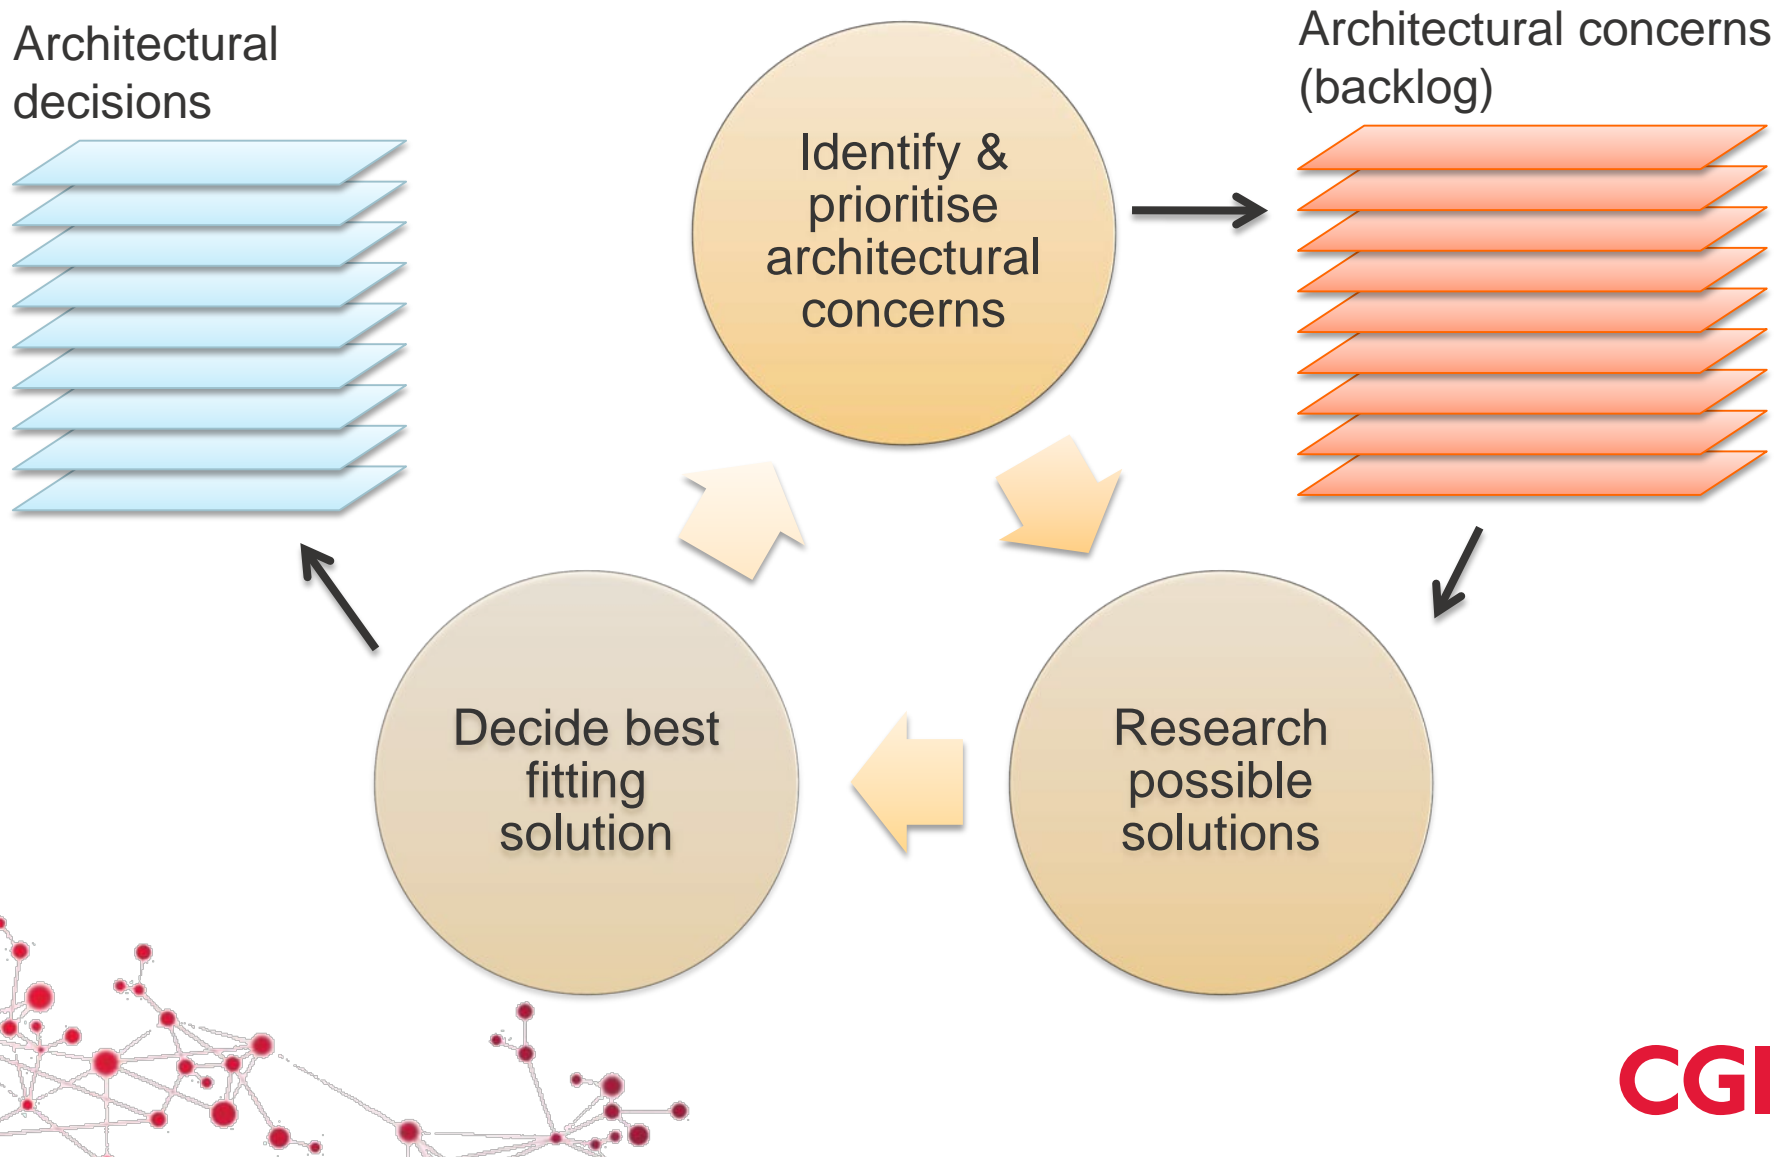 Architectural
decisions
Identify &
prioritise
architectural
concerns
Architectural concerns
(backlog)
Decide best
fitting
solution
Research
possible
solutions
CGI